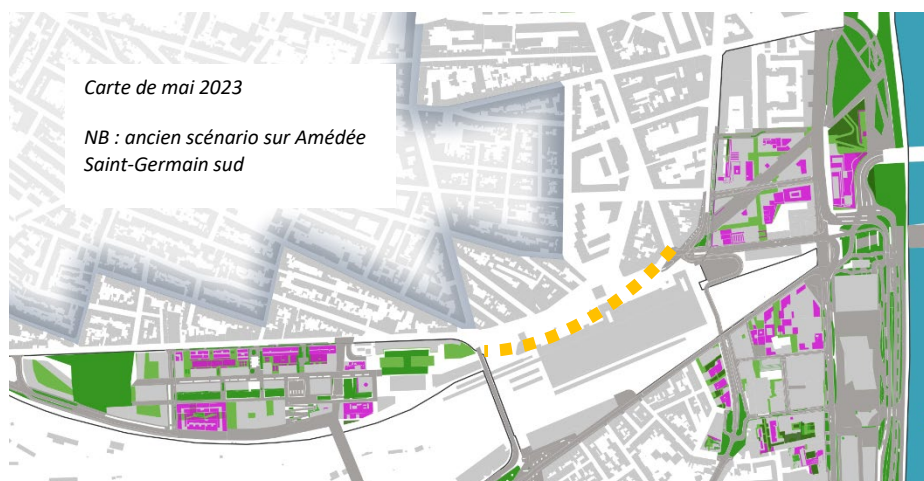 Carte de mai 2023
NB : ancien scénario sur Amédée
Saint-Germain sud